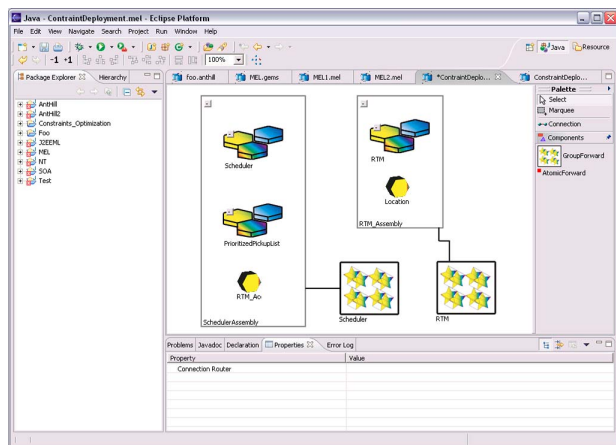 Java - ContraintDeployment.mel - Eclipse Platform
File Edit View Navigate Search Project Run Window Help
-1 +1 100%
Java Resource
Package Explorer Hierarchy
foo.anthill MEL.gems MEL1.mel MEL2.mel *ContraintDeplo... ConstraintDeplo...
AntHill
AntHill2
Constraints_Optimization
Foo
J2EEML
MEL
NT
SOA
Test
Scheduler
PrioritizedPickupList
RTM_Ao
SchedulerAssembly
RTM
Location
RTM_Assembly
Scheduler
RTM
Palette
Select
Marquee
Connection
Components
GroupForward
AtomicForward
Problems Javadoc Declaration Properties Error Log
Property Value
Connection Router